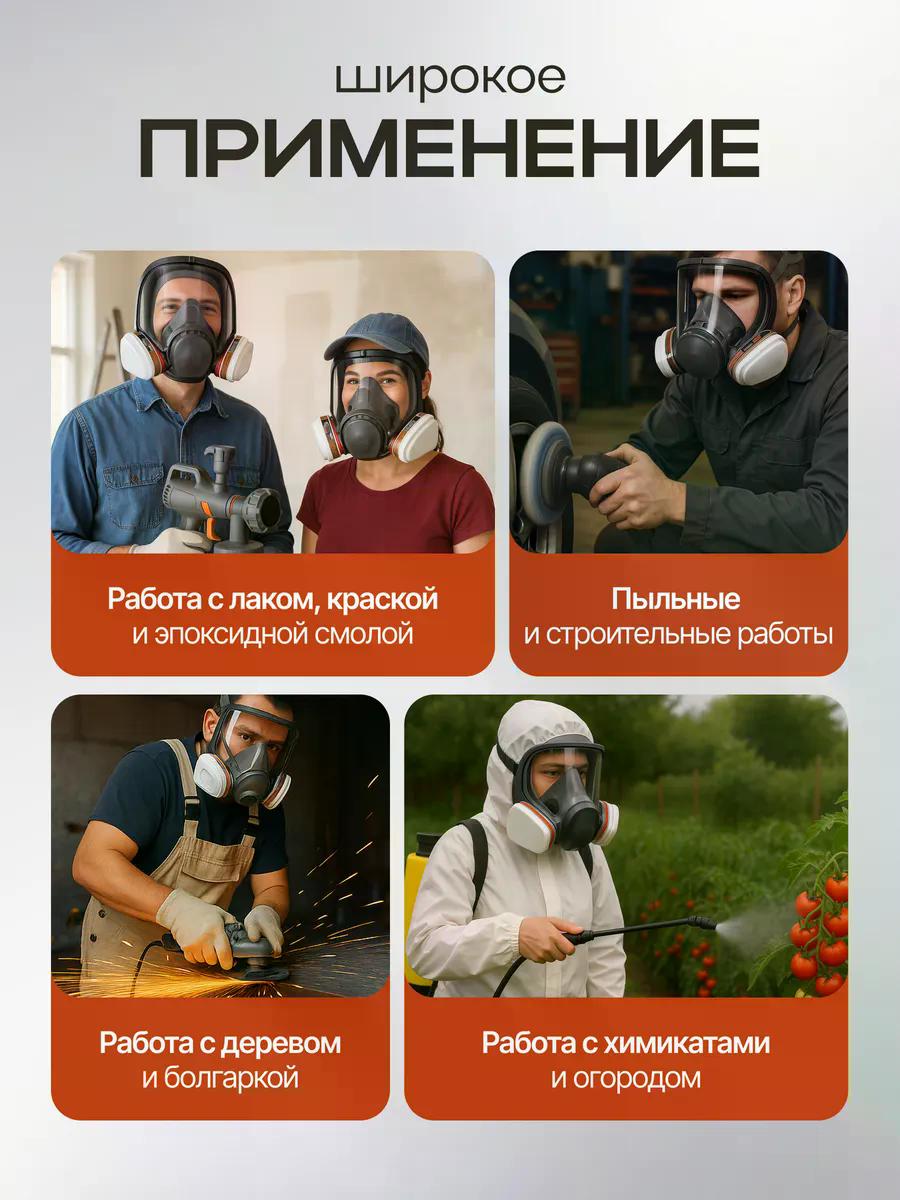 широкое
ПРИМЕНЕНИЕ
Работа с лаком, краской
и эпоксидной смолой
Пыльные
и строительные работы
Работа с деревом
и болгаркой
Работа с химикатами
и огородом